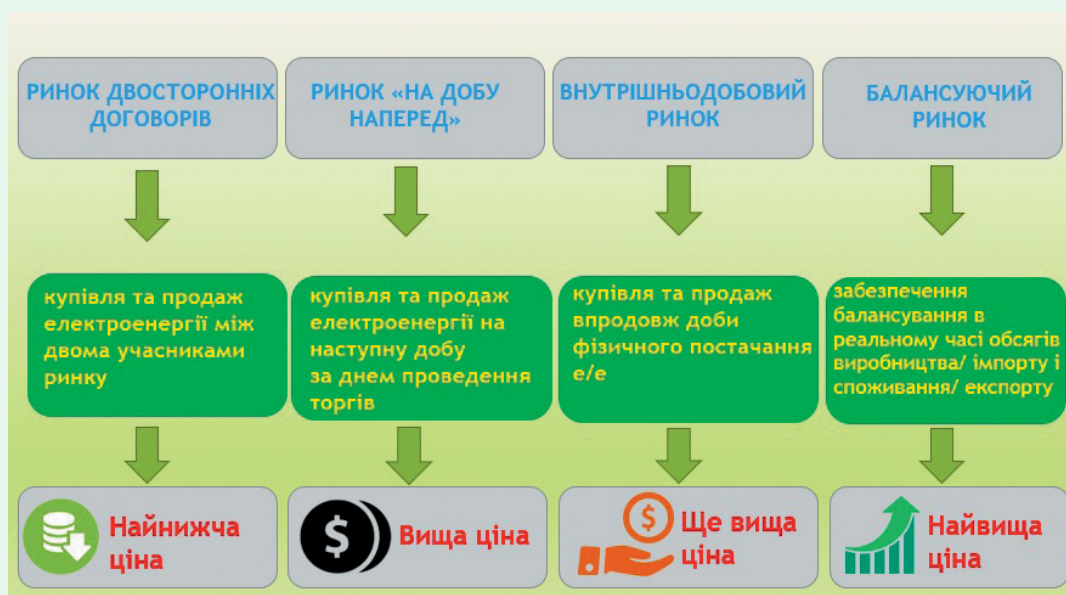 РИНОК ДВОСТОРОННІХ
ДОГОВОРІВ
РИНОК «НА ДОБУ
НАПЕРЕД»
ВНУТРІШНЬОДОБОВИЙ
РИНОК
БАЛАНСУЮЧИЙ
РИНОК
купівля та продаж
електроенергії між
двома учасниками
ринку
купівля та продаж
електроенергії на
наступну добу
за днем проведення
торгів
купівля та продаж
впродовж доби
фізичного постачання
е/е
забезпечення
балансування в
реальному часі обсягів
виробництва/ імпорту і
споживання/ експорту
Найнижча
ціна
$
Вища ціна
$
Ще вища
ціна
Найвища
ціна